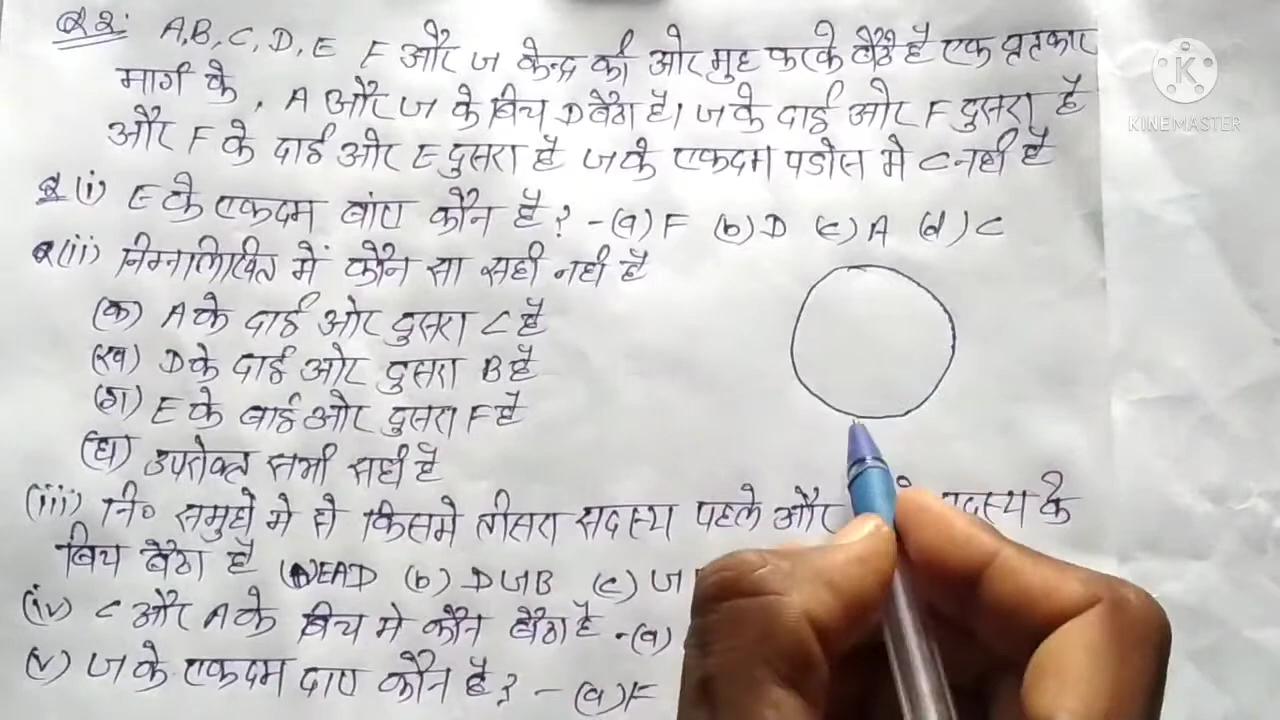 Q2: A, B, C, D, E F और ज केन्द्र की ओर मुह करके बैठे है एक वृतकार
मार्ग के, A और ज के बिच D बैठा है। ज के दाई ओर F दुसरा है
और F के दाई ओर E दुसरा है ज के एकदम पडोस मे C नही है
Q(i) E के एकदम बांए कौन है? - (a) F (b) D (c) A (d) C
Q(ii) निम्नलिखित में कौन सा सही नही है
(क) A के दाई ओर दुसरा C है
(ख) D के दाई ओर दुसरा B है
(ग) E के बाई ओर दुसरा F है
(घ) उपरोक्त सभी सही है
(iii) नि० समुहो मे से किसमे तीसरा सदस्य पहले और के
बिच बैठा है (a) EAD (b) DJB (c) ज
(iv) C और A के बिच मे कौन बैठा है -(a)
(v) ज के एकदम दाए कौन है? - (a) F
KINEMASTER